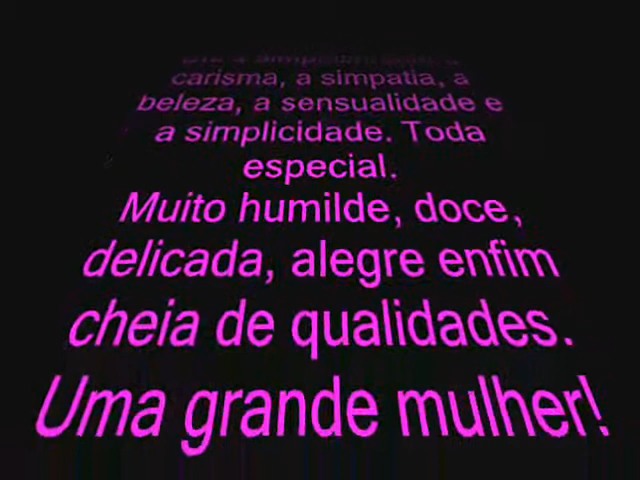 carisma, a simpatia, a
beleza, a sensualidade e
a simplicidade. Toda
especial.
Muito humilde, doce,
delicada, alegre enfim
cheia de qualidades.
Uma grande mulher!